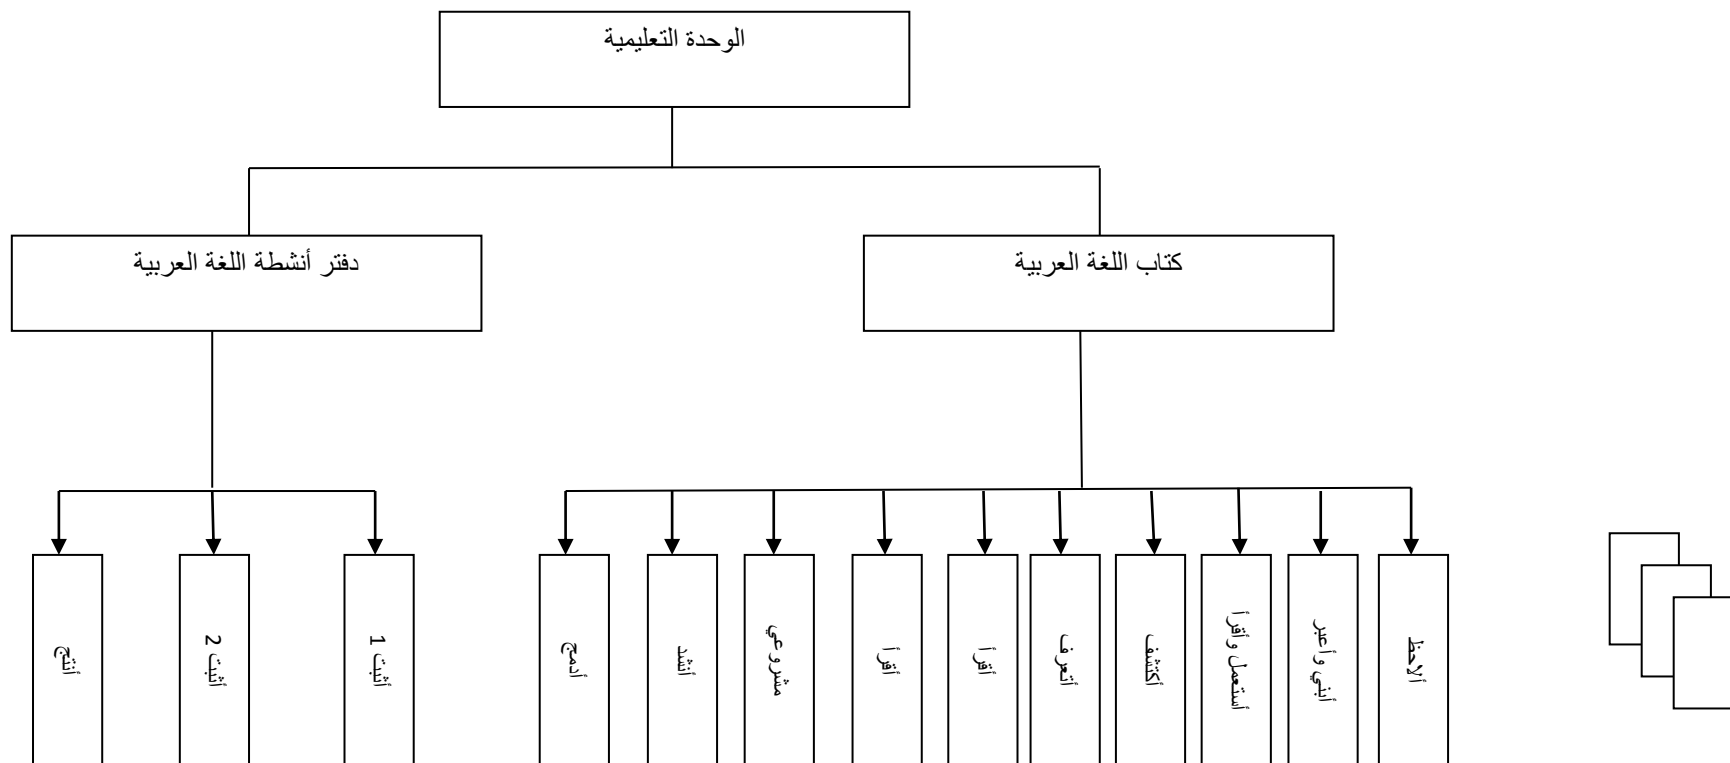 الوحدة التعليمية
كتاب اللغة العربية
دفتر أنشطة اللغة العربية
ألاحظ
أبني وأعبر
أستعمل وأقرأ
أكتشف
أتعرف
أقرأ
أقرأ
مشروعي
أنشد
أدمج
أثبت 1
أثبت 2
أنتج